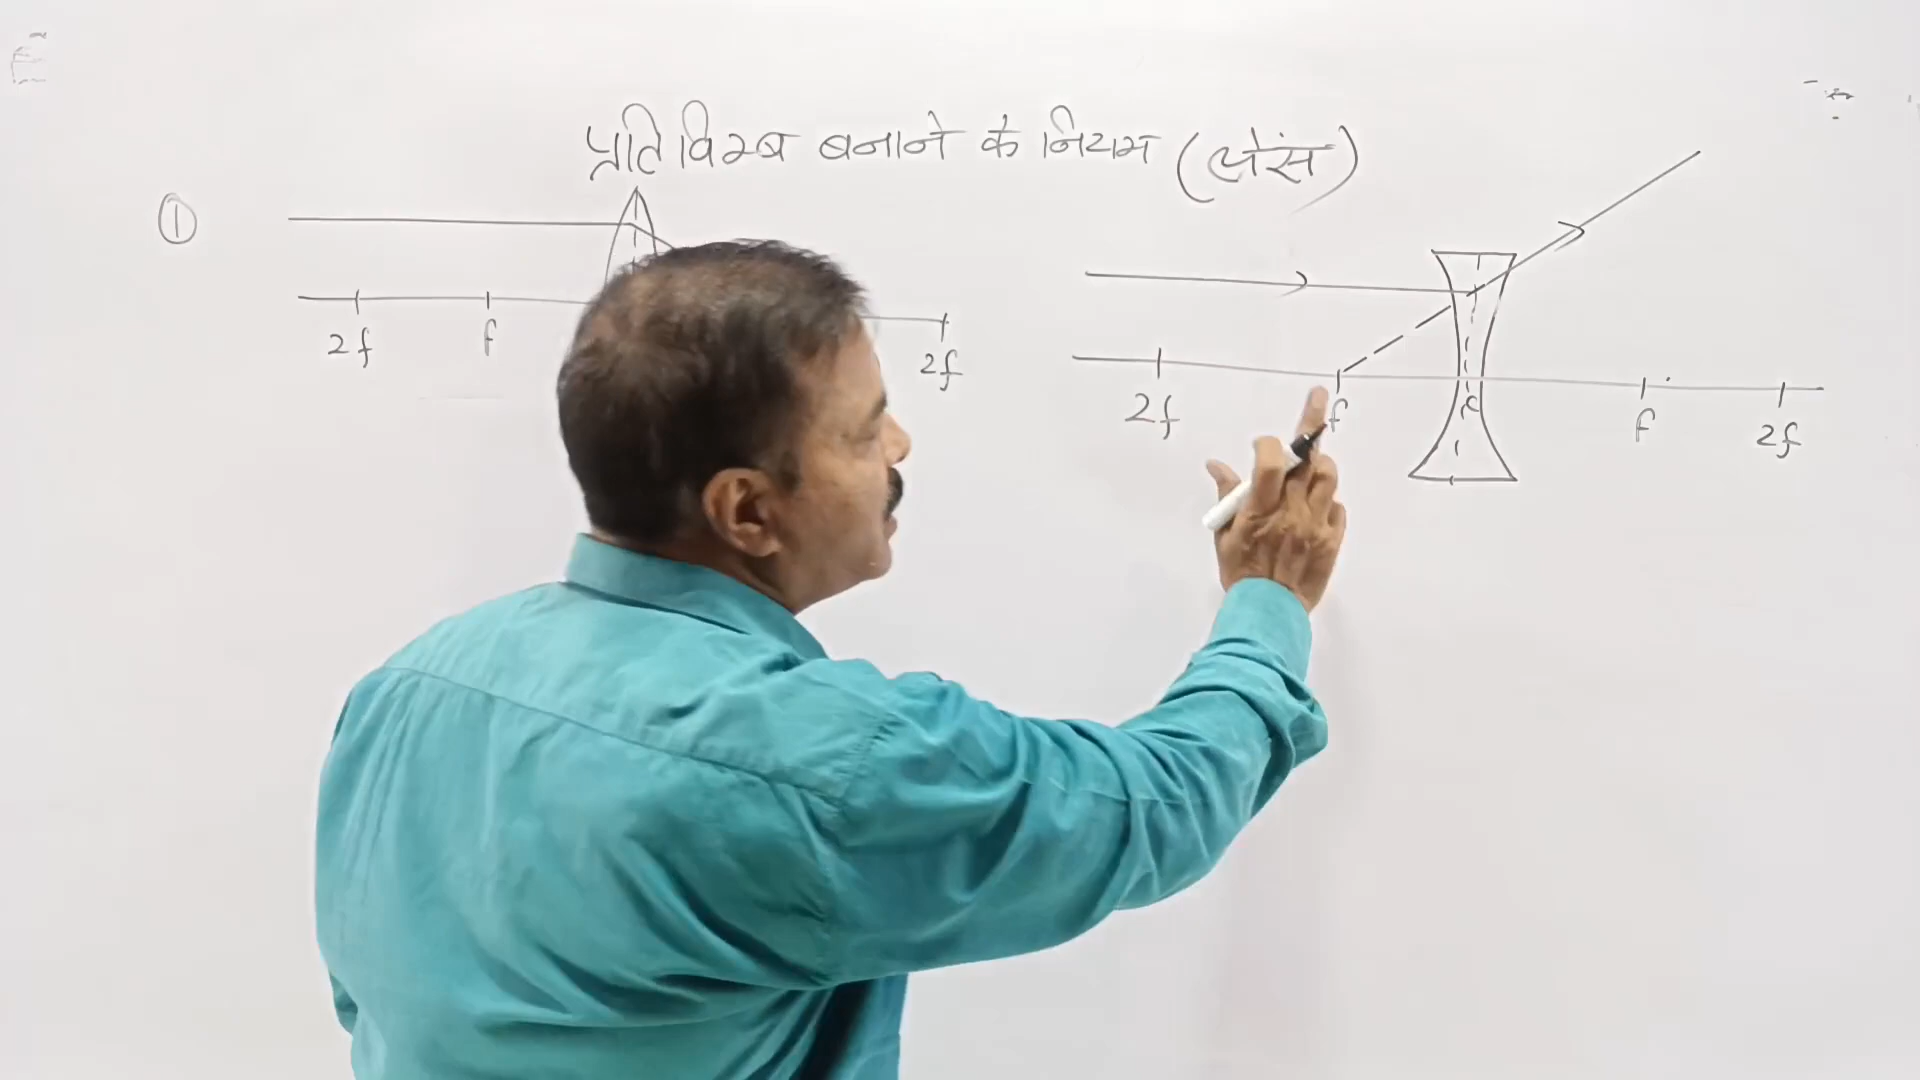 प्रतिविम्ब बनाने के नियम (लेंस)
①
2f f 2f
2f f c f 2f